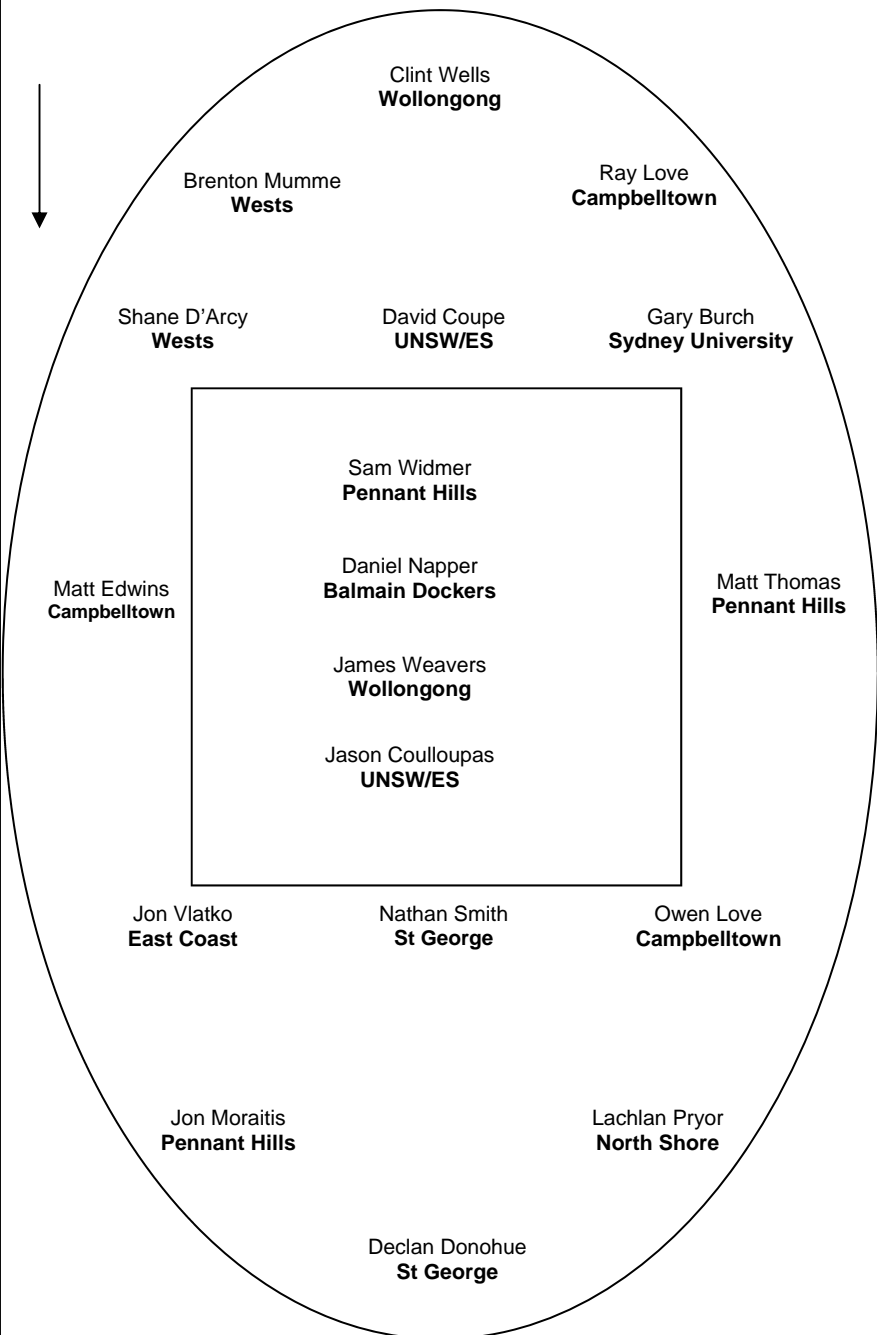 Clint Wells
Wollongong
Brenton Mumme
Wests
Ray Love
Campbelltown
Shane D'Arcy
Wests
David Coupe
UNSW/ES
Gary Burch
Sydney University
Sam Widmer
Pennant Hills
Matt Edwins
Campbelltown
Daniel Napper
Balmain Dockers
Matt Thomas
Pennant Hills
James Weavers
Wollongong
Jason Coulloupas
UNSW/ES
Jon Vlatko
East Coast
Nathan Smith
St George
Owen Love
Campbelltown
Jon Moraitis
Pennant Hills
Lachlan Pryor
North Shore
Declan Donohue
St George